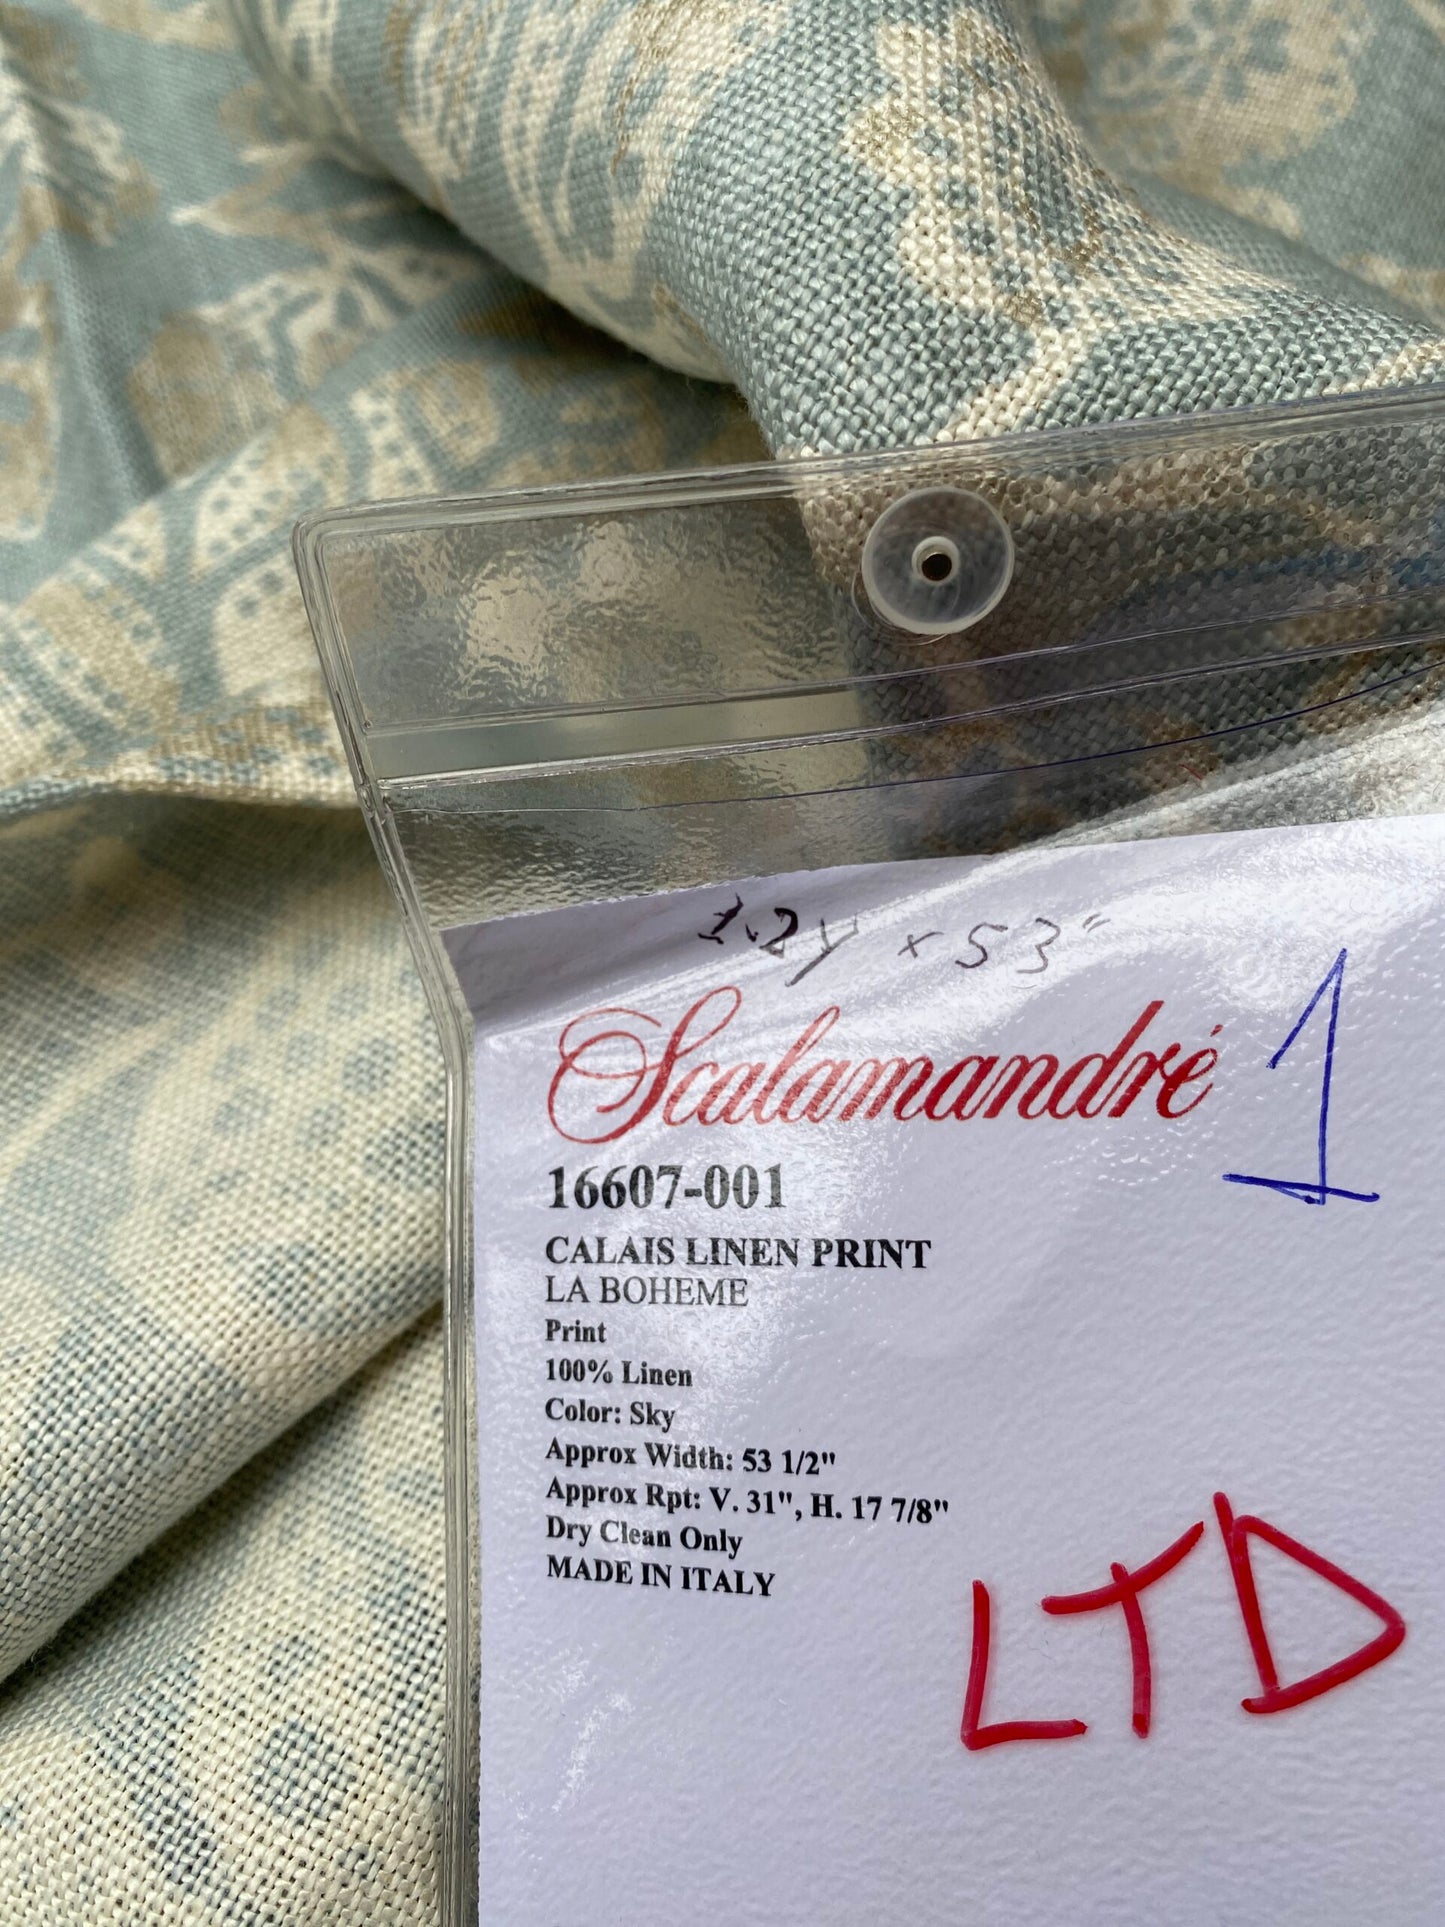 1.2y x 53"
Scalamandré 1
16607-001
CALAIS LINEN PRINT
LA BOHEME
Print
100% Linen
Color: Sky
Approx Width: 53 1/2"
Approx Rpt: V. 31", H. 17 7/8"
Dry Clean Only
MADE IN ITALY
LTD